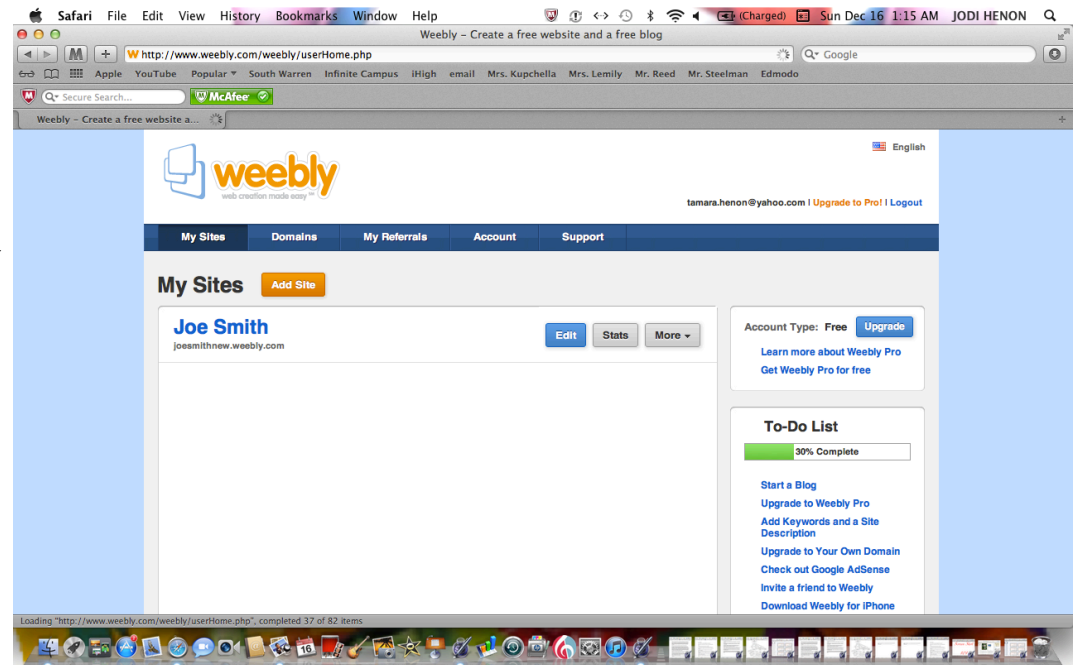 Safari File Edit View History Bookmarks Window Help (Charged) Sun Dec 16 1:15 AM JODI HENON
Weebly – Create a free website and a free blog
http://www.weebly.com/weebly/userHome.php Google
Apple YouTube Popular South Warren Infinite Campus iHigh email Mrs. Kupchella Mrs. Lemily Mr. Reed Mr. Steelman Edmodo
Secure Search... McAfee
Weebly – Create a free website a...
English
weebly
web creation made easy ™
tamara.henon@yahoo.com | Upgrade to Pro! | Logout
My Sites Domains My Referrals Account Support
My Sites Add Site
Joe Smith
joesmithnew.weebly.com
Edit Stats More
Account Type: Free Upgrade
Learn more about Weebly Pro
Get Weebly Pro for free
To-Do List
30% Complete
Start a Blog
Upgrade to Weebly Pro
Add Keywords and a Site
Description
Upgrade to Your Own Domain
Check out Google AdSense
Invite a friend to Weebly
Download Weebly for iPhone
Loading "http://www.weebly.com/weebly/userHome.php", completed 37 of 82 items
16